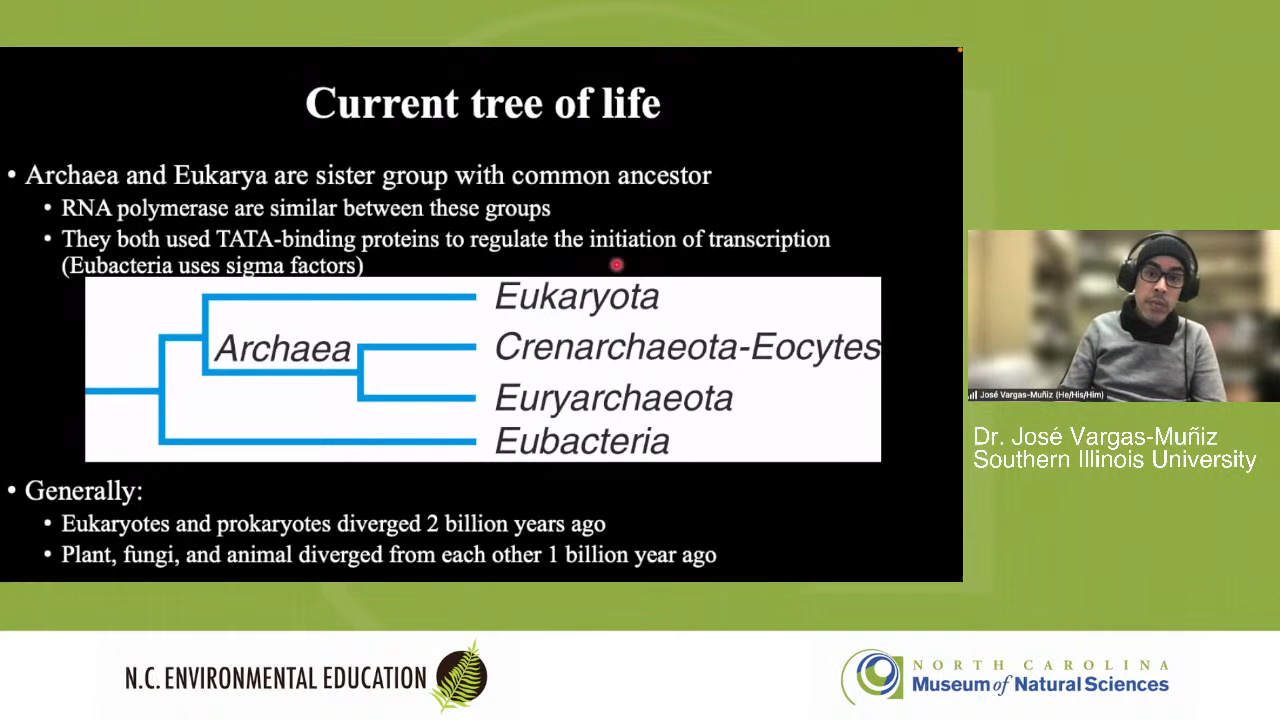 Current tree of life
• Archaea and Eukarya are sister group with common ancestor
• RNA polymerase are similar between these groups
• They both used TATA-binding proteins to regulate the initiation of transcription
(Eubacteria uses sigma factors)
Eukaryota
Archaea
Crenarchaeota-Eocytes
Euryarchaeota
Eubacteria
• Generally:
• Eukaryotes and prokaryotes diverged 2 billion years ago
• Plant, fungi, and animal diverged from each other 1 billion year ago
José Vargas-Muñiz (He/His/Him)
Dr. José Vargas-Muñiz
Southern Illinois University
N.C. ENVIRONMENTAL EDUCATION
NORTH CAROLINA
Museum of Natural Sciences